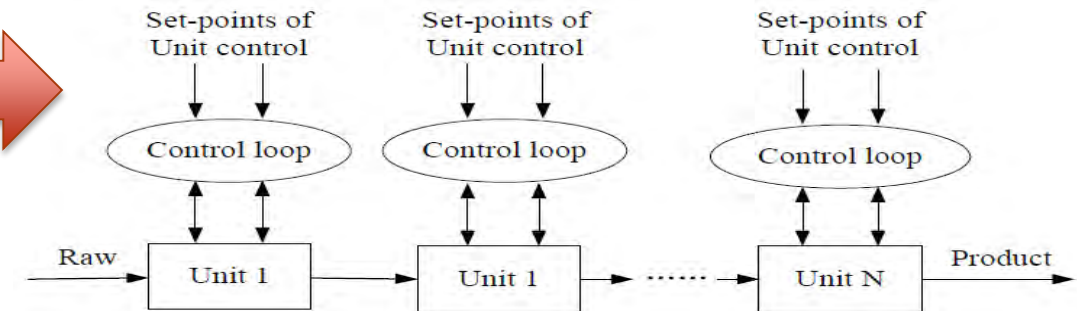 Set-points of
Unit control
Set-points of
Unit control
Set-points of
Unit control
Control loop
Control loop
Control loop
Raw
Unit 1
Unit 1
......
Unit N
Product